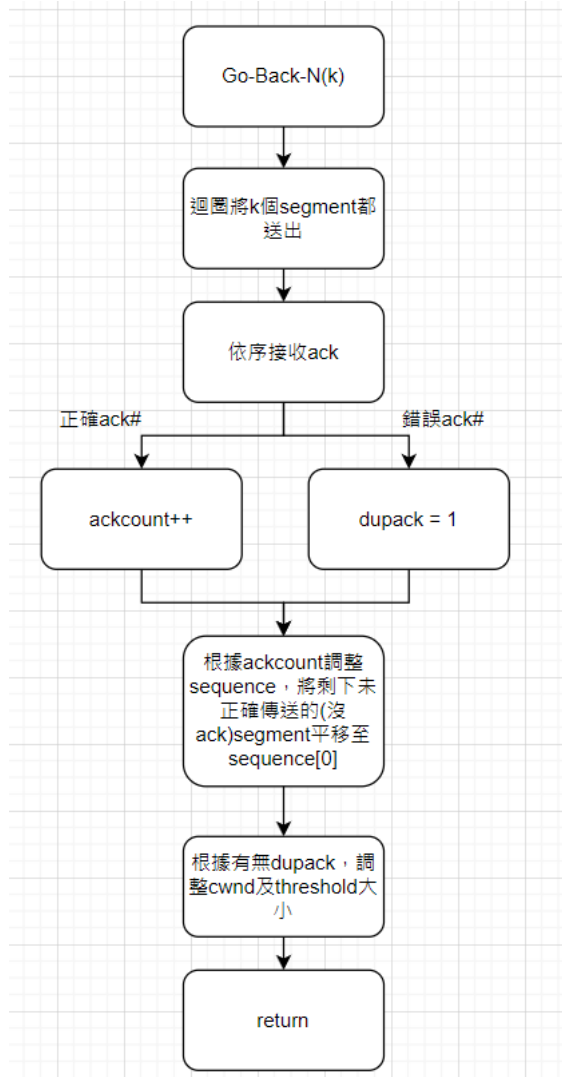 Go-Back-N(k)
迴圈將k個segment都
送出
依序接收ack
正確ack#
錯誤ack#
ackcount++
dupack = 1
根據ackcount調整
sequence，將剩下未
正確傳送的(沒
ack)segment平移至
sequence[0]
根據有無dupack，調
整cwnd及threshold大
小
return